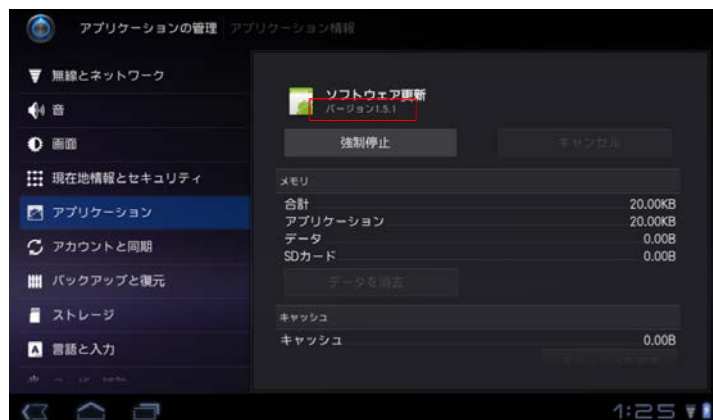 アプリケーションの管理 アプリケーション情報
無線とネットワーク
音
画面
現在地情報とセキュリティ
アプリケーション
アカウントと同期
バックアップと復元
ストレージ
言語と入力
ソフトウェア更新
バージョン1.5.1
強制停止 キャンセル
メモリ
合計 20.00KB
アプリケーション 20.00KB
データ 0.00B
SDカード 0.00B
データを消去
キャッシュ
キャッシュ 0.00B
1:25